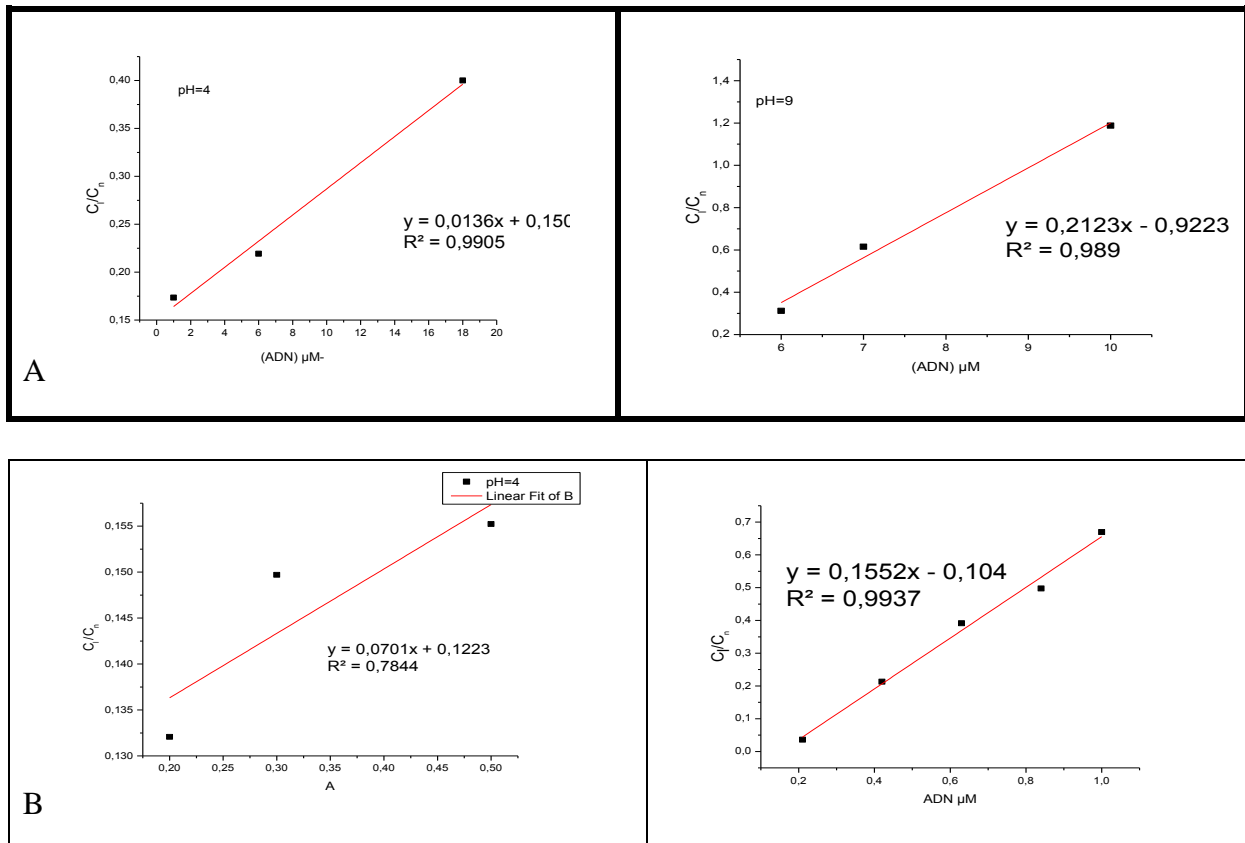 0,40
0,35
0,30
0,25
0,20
0,15
C_l/C_n
pH=4
y = 0,0136x + 0,150
R² = 0,9905
0 2 4 6 8 10 12 14 16 18 20
(ADN) µM-
A
1,4
1,2
1,0
0,8
0,6
0,4
0,2
C_l/C_n
pH=9
y = 0,2123x - 0,9223
R² = 0,989
6 7 8 9 10
(ADN) µM
pH=4
Linear Fit of B
0,155
0,150
0,145
0,140
0,135
0,130
C_l/C_n
y = 0,0701x + 0,1223
R² = 0,7844
0,20 0,25 0,30 0,35 0,40 0,45 0,50
A
B
0,7
0,6
0,5
0,4
0,3
0,2
0,1
0,0
C_l/C_n
y = 0,1552x - 0,104
R² = 0,9937
0,2 0,4 0,6 0,8 1,0
ADN µM